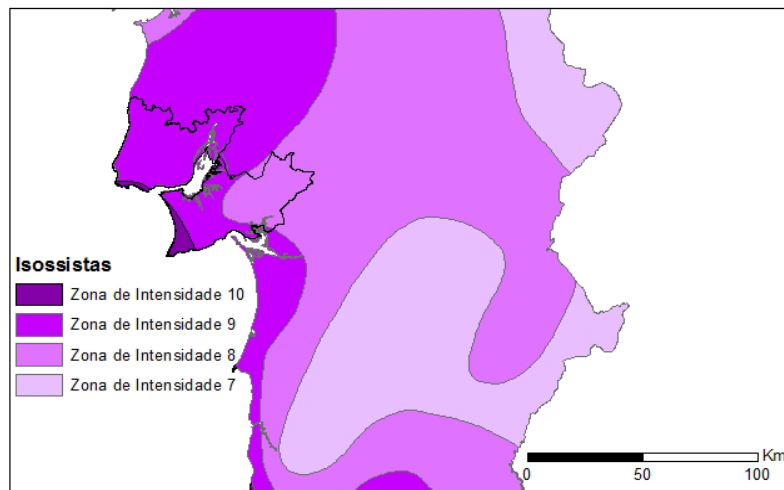 Isossistas
Zona de Intensidade 10
Zona de Intensidade 9
Zona de Intensidade 8
Zona de Intensidade 7
Km
0 50 100